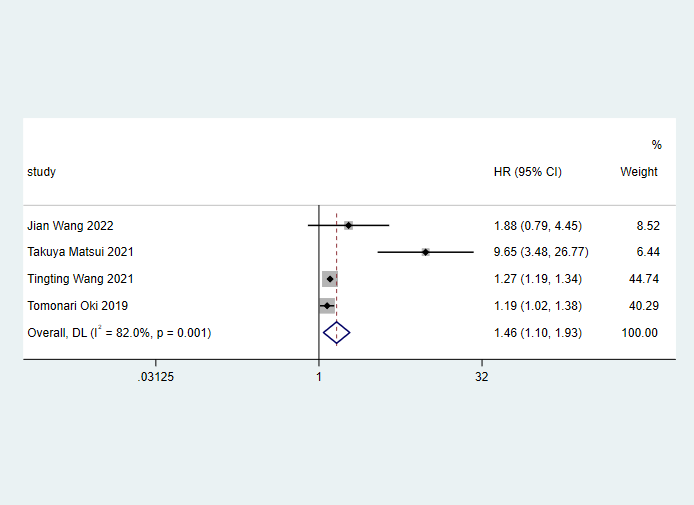 %
study HR (95% CI) Weight
Jian Wang 2022 1.88 (0.79, 4.45) 8.52
Takuya Matsui 2021 9.65 (3.48, 26.77) 6.44
Tingting Wang 2021 1.27 (1.19, 1.34) 44.74
Tomonari Oki 2019 1.19 (1.02, 1.38) 40.29
Overall, DL (I² = 82.0%, p = 0.001) 1.46 (1.10, 1.93) 100.00
.03125 1 32